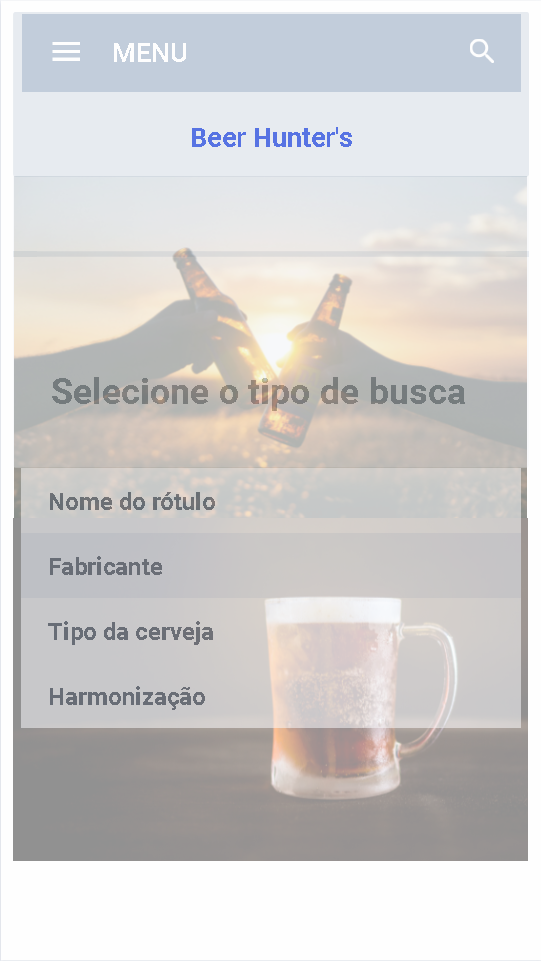 MENU
Beer Hunter's
Selecione o tipo de busca
Nome do rótulo
Fabricante
Tipo da cerveja
Harmonização